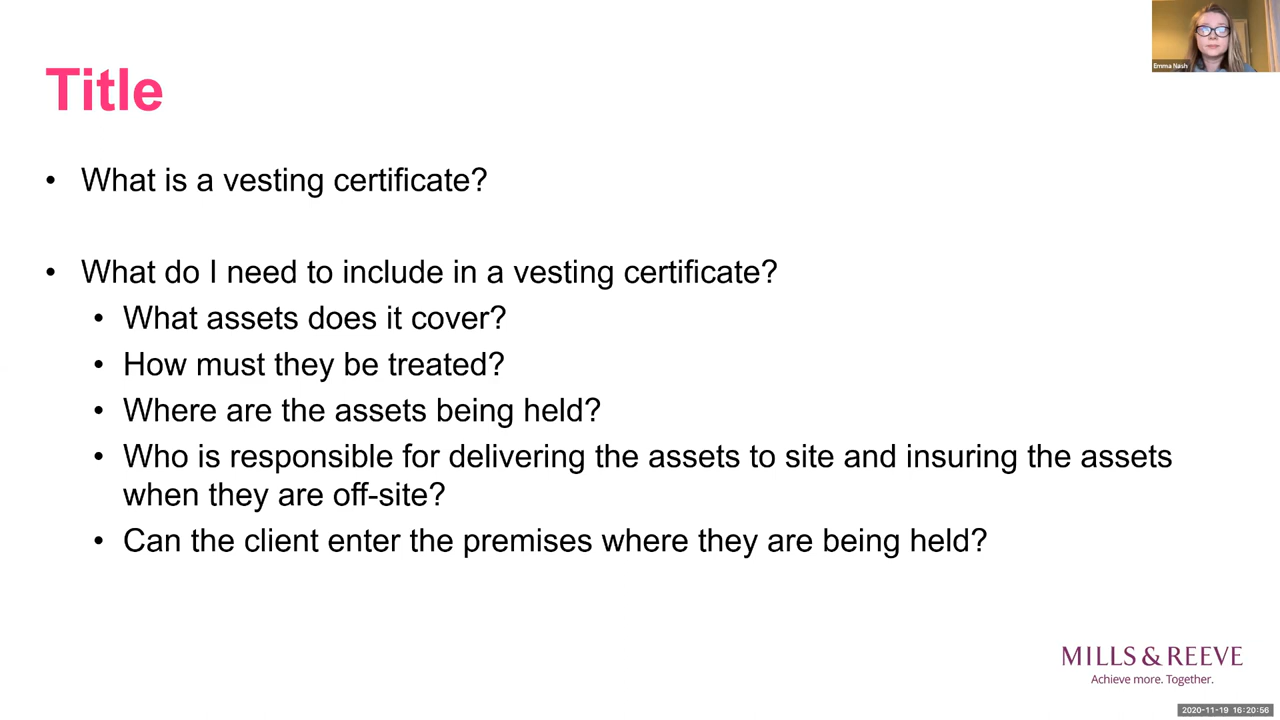 Emma Nash
Title
• What is a vesting certificate?
• What do I need to include in a vesting certificate?
• What assets does it cover?
• How must they be treated?
• Where are the assets being held?
• Who is responsible for delivering the assets to site and insuring the assets
when they are off-site?
• Can the client enter the premises where they are being held?
MILLS & REEVE
Achieve more. Together.
2020-11-19 16:20:56